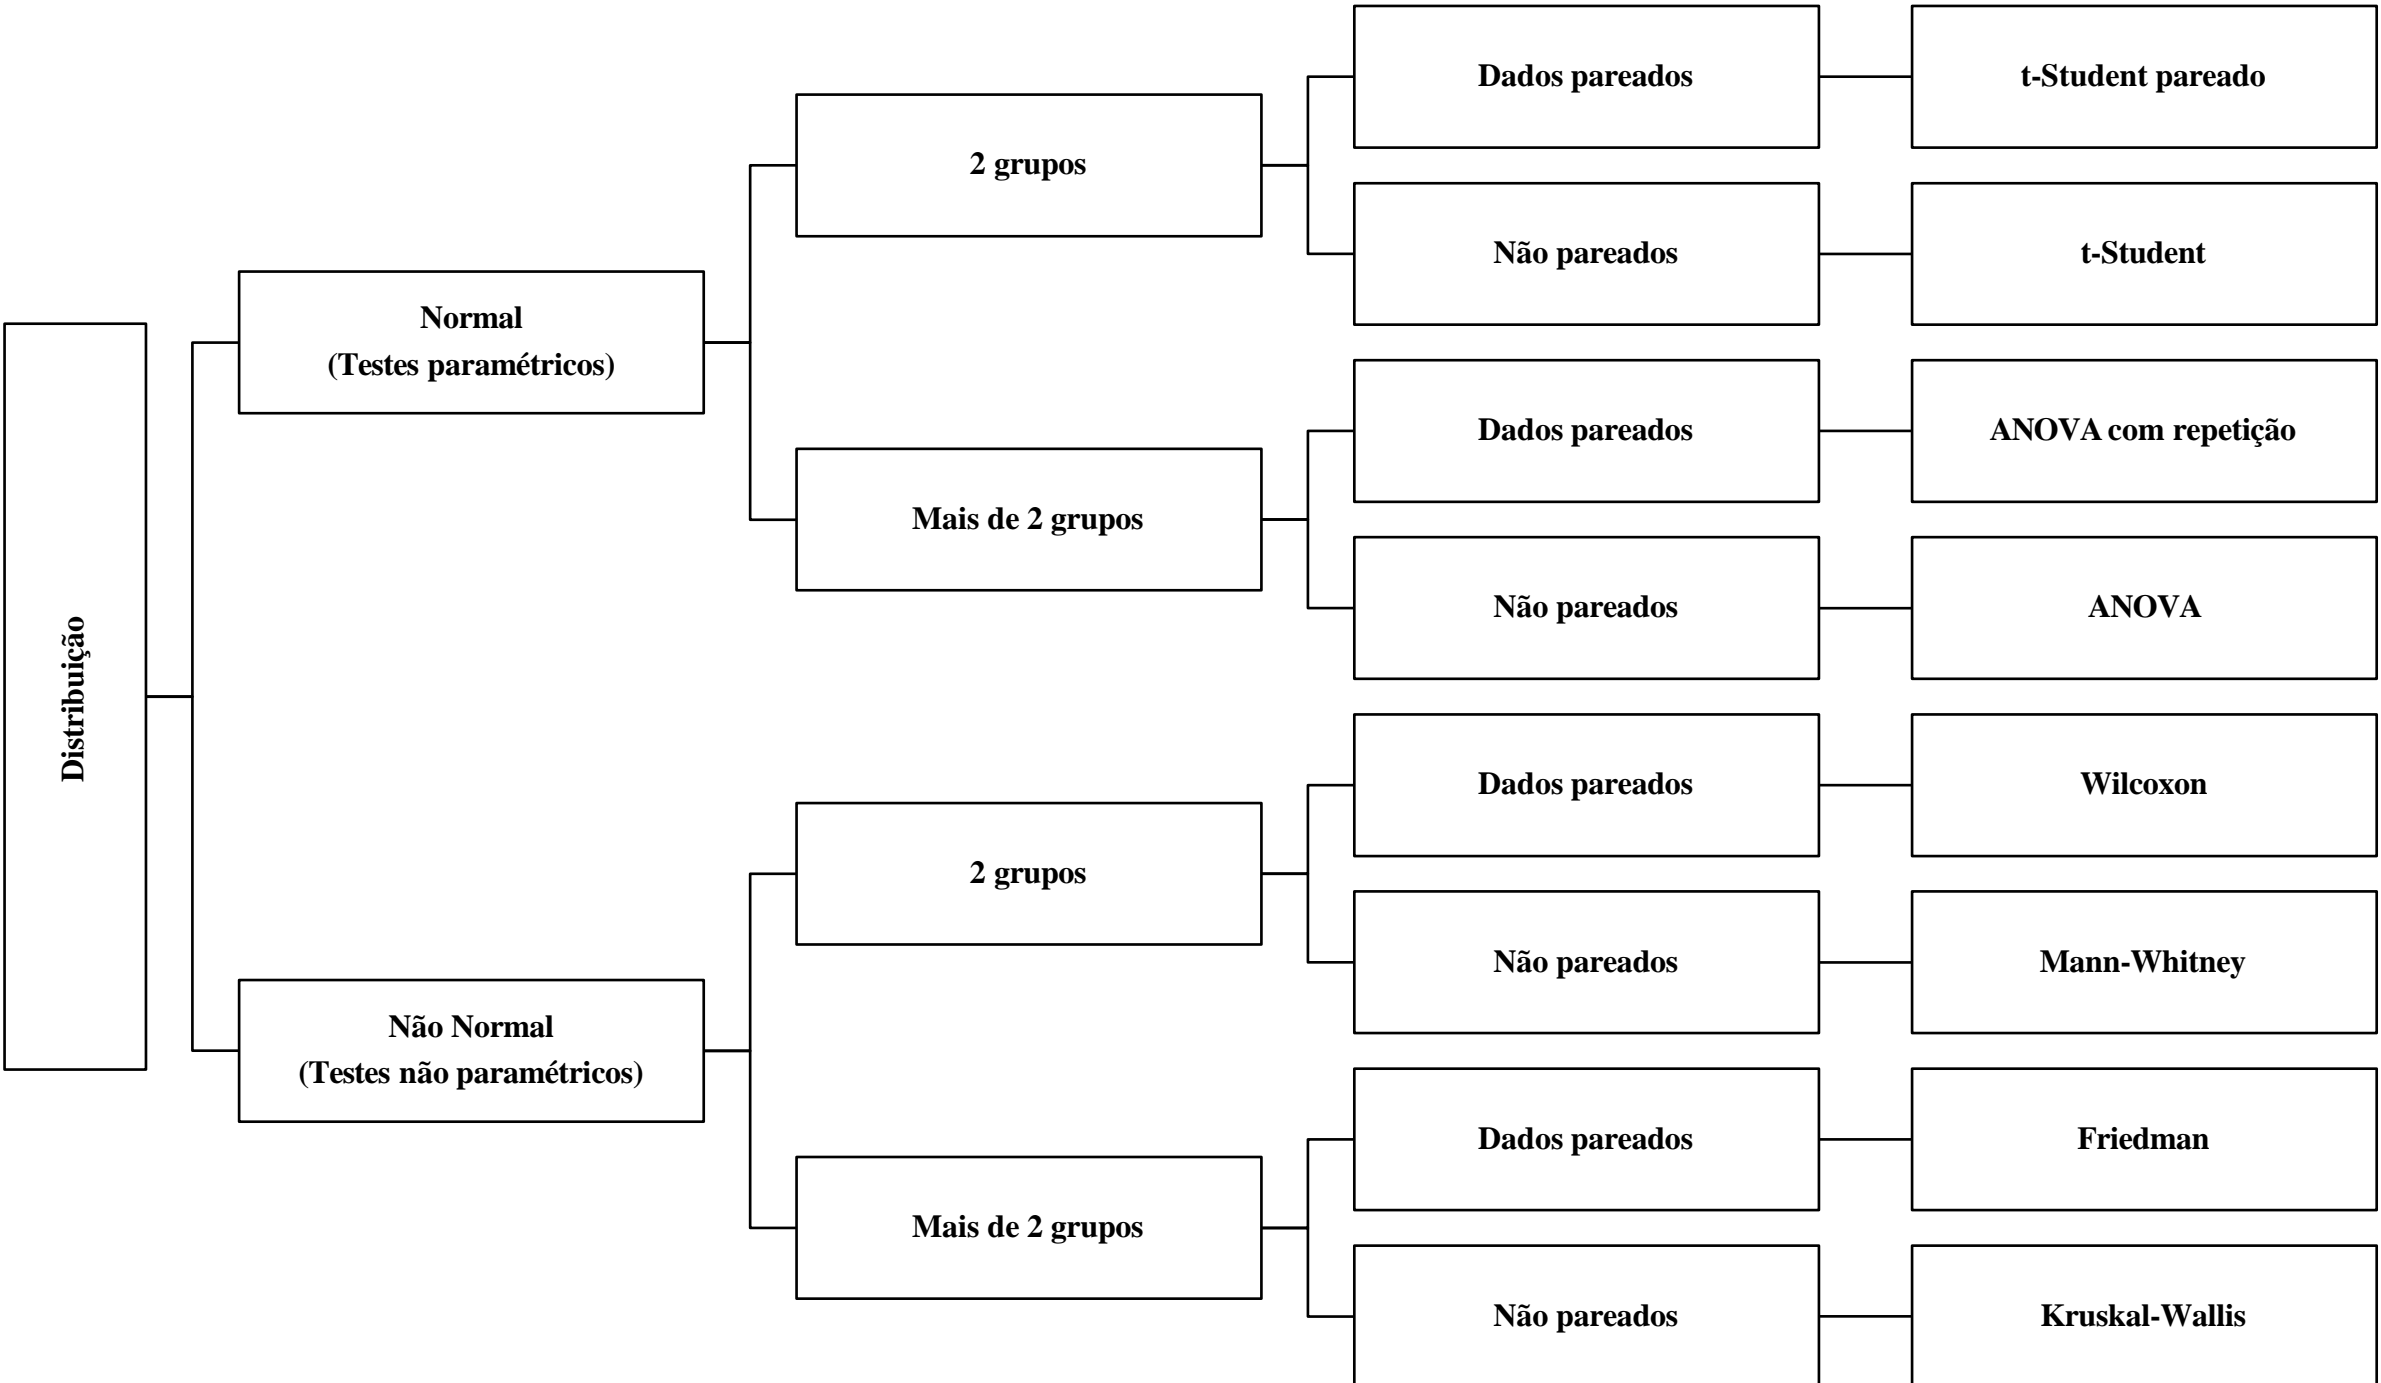 Distribuição
Normal
(Testes paramétricos)
2 grupos
Dados pareados
t-Student pareado
Não pareados
t-Student
Mais de 2 grupos
Dados pareados
ANOVA com repetição
Não pareados
ANOVA
Não Normal
(Testes não paramétricos)
2 grupos
Dados pareados
Wilcoxon
Não pareados
Mann-Whitney
Mais de 2 grupos
Dados pareados
Friedman
Não pareados
Kruskal-Wallis